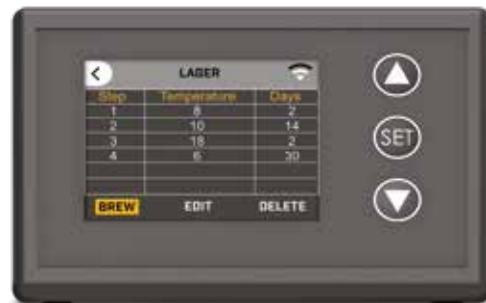 LAGER
Step Temperature Days
1 8 2
2 10 14
3 18 2
4 6 30
BREW EDIT DELETE
SET